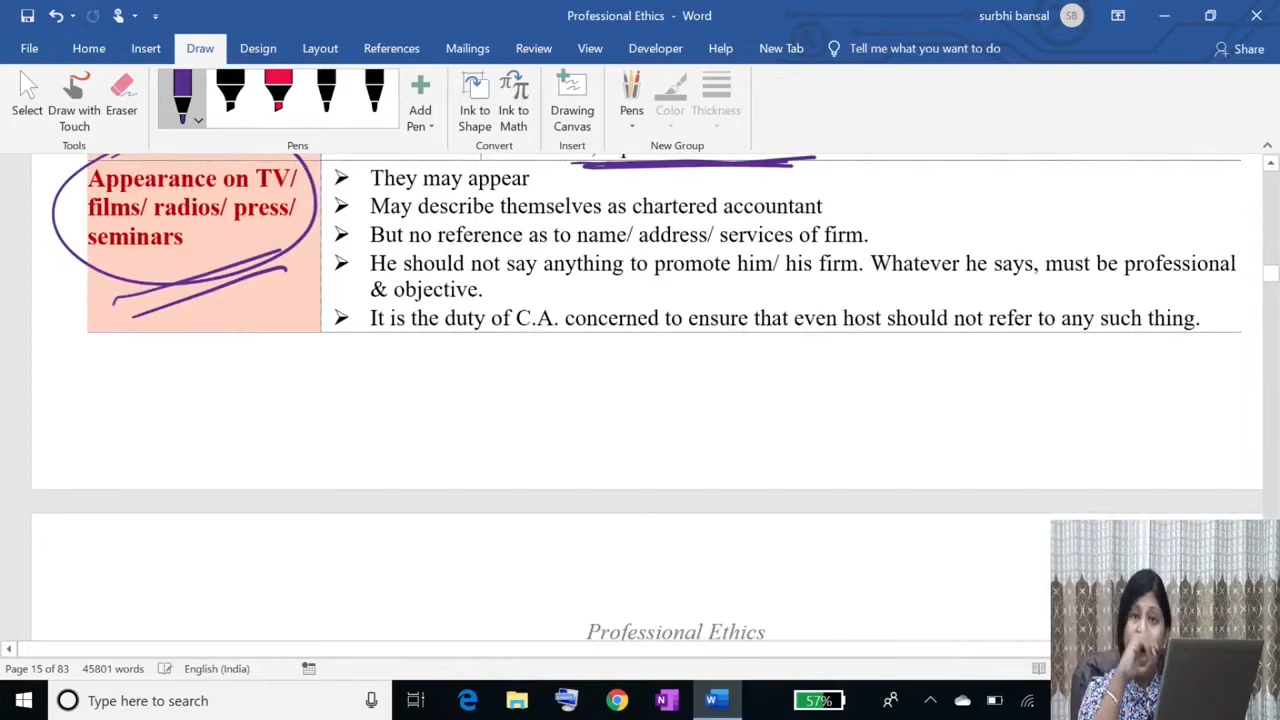 Professional Ethics - Word
surbhi bansal
SB
File
Home
Insert
Draw
Design
Layout
References
Mailings
Review
View
Developer
Help
New Tab
Tell me what you want to do
Share
Select
Draw with
Touch
Eraser
Add
Pen
Ink to
Shape
Ink to
Math
Drawing
Canvas
Pens
Color
Thickness
Tools
Pens
Convert
Insert
New Group
Appearance on TV/
films/ radios/ press/
seminars
➤ They may appear
➤ May describe themselves as chartered accountant
➤ But no reference as to name/ address/ services of firm.
➤ He should not say anything to promote him/ his firm. Whatever he says, must be professional
& objective.
➤ It is the duty of C.A. concerned to ensure that even host should not refer to any such thing.
Professional Ethics
Page 15 of 83
45801 words
English (India)
Type here to search
57%